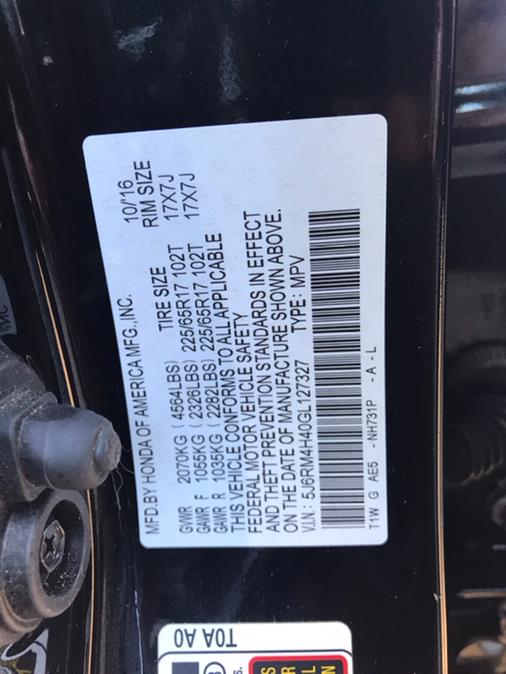 MFD.BY HONDA OF AMERICA MFG.,INC. 10/'16
TIRE SIZE RIM SIZE
GVWR 2070KG (4564LBS)
GAWR F 1055KG (2326LBS) 225/65R17 102T 17X7J
GAWR R 1035KG (2282LBS) 225/65R17 102T 17X7J
THIS VEHICLE CONFORMS TO ALL APPLICABLE
FEDERAL MOTOR VEHICLE SAFETY
AND THEFT PREVENTION STANDARDS IN EFFECT
ON THE DATE OF MANUFACTURE SHOWN ABOVE.
V.I.N: 5J6RM4H40GL127327 TYPE: MPV
T1W G AE5 -NH731P -A-L
T0A A0